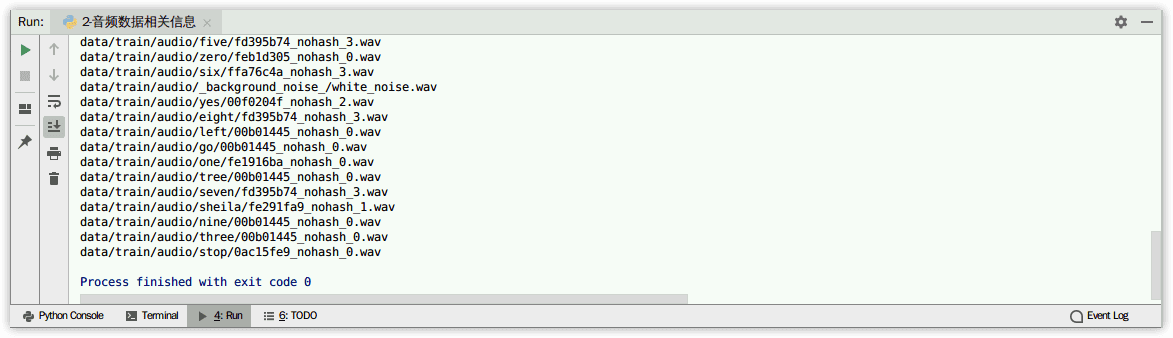 Run: 2-音频数据相关信息
data/train/audio/five/fd395b74_nohash_3.wav
data/train/audio/zero/feb1d305_nohash_0.wav
data/train/audio/six/ffa76c4a_nohash_3.wav
data/train/audio/_background_noise_/white_noise.wav
data/train/audio/yes/00f0204f_nohash_2.wav
data/train/audio/eight/fd395b74_nohash_3.wav
data/train/audio/left/00b01445_nohash_0.wav
data/train/audio/go/00b01445_nohash_0.wav
data/train/audio/one/fe1916ba_nohash_0.wav
data/train/audio/tree/00b01445_nohash_0.wav
data/train/audio/seven/fd395b74_nohash_3.wav
data/train/audio/sheila/fe291fa9_nohash_1.wav
data/train/audio/nine/00b01445_nohash_0.wav
data/train/audio/three/00b01445_nohash_0.wav
data/train/audio/stop/0ac15fe9_nohash_0.wav
Process finished with exit code 0
Python Console Terminal 4: Run 6: TODO Event Log